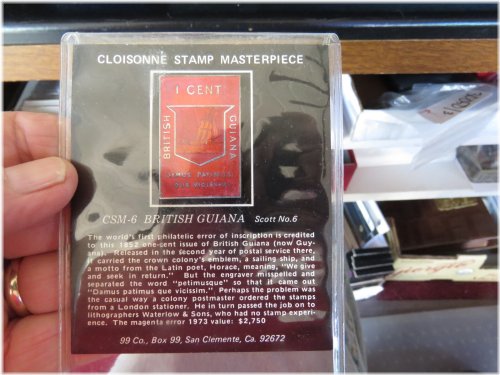 CLOISONNE STAMP MASTERPIECE
1 CENT
BRITISH
GUIANA
CSM-6 BRITISH GUIANA Scott No.6
The world's first philatelic error of inscription is credited
to this 1852 one-cent issue of British Guiana (now Guy-
ana). Released in the second year of postal service there,
it carried the crown colony's emblem, a sailing ship, and
a motto from the Latin poet, Horace, meaning, "We give
and seek in return." But the engraver misspelled and
separated the word "petimusque" so that it came out
"Damus patimus que vicissim." Perhaps the problem was
the casual way a colony postmaster ordered the stamps
from a London stationer. He in turn passed the job on to
lithographers Waterlow & Sons, who had no stamp experi-
ence. The magenta error 1973 value: $2,750
99 Co., Box 99, San Clemente, Ca. 92672